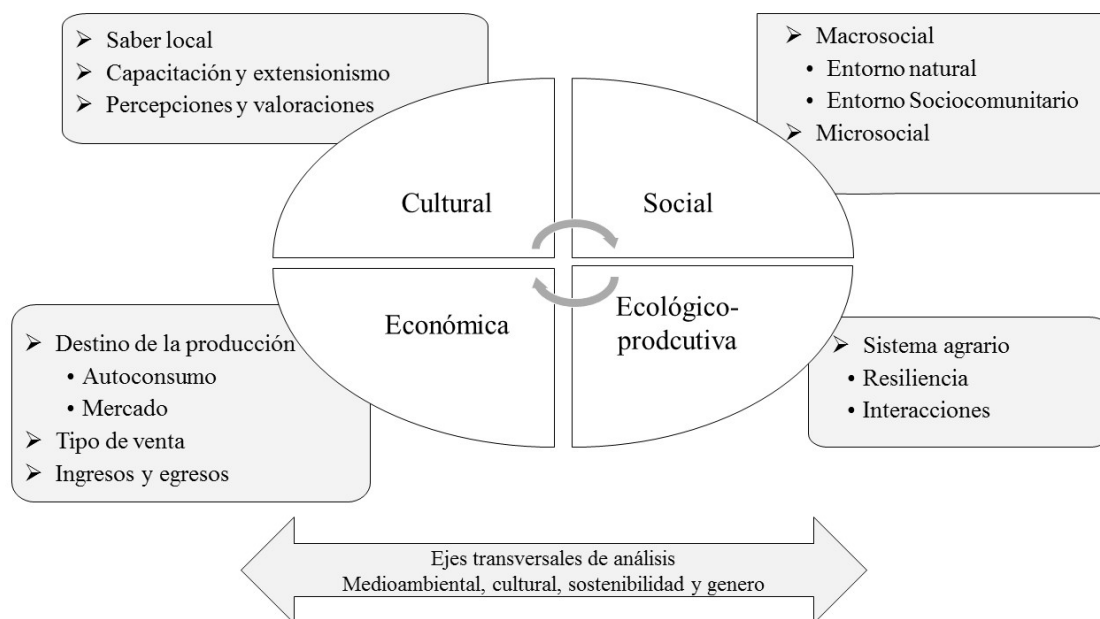 Saber local
Capacitación y extensionismo
Percepciones y valoraciones
Macrosocial
• Entorno natural
• Entorno Sociocomunitario
Microsocial
Cultural
Social
Económica
Ecológico-
prodcutiva
Destino de la producción
• Autoconsumo
• Mercado
Tipo de venta
Ingresos y egresos
Sistema agrario
• Resiliencia
• Interacciones
Ejes transversales de análisis
Medioambiental, cultural, sostenibilidad y genero